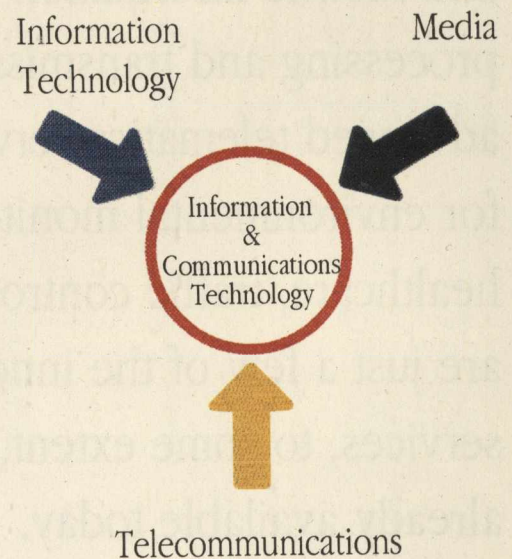 Information
Technology
Media
Information
&
Communications
Technology
Telecommunications